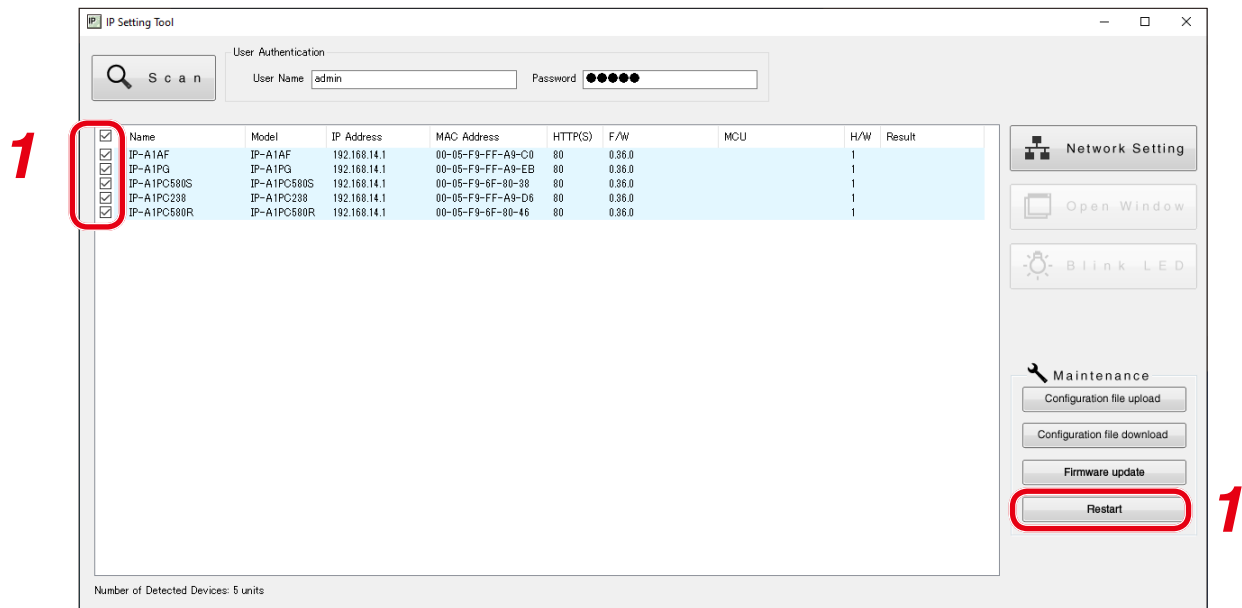 IP Setting Tool
Scan
User Authentication
User Name admin Password ●●●●●
1
Name Model IP Address MAC Address HTTP(S) F/W MCU H/W Result
IP-A1AF IP-A1AF 192.168.14.1 00-05-F9-FF-A9-C0 80 0.36.0 1
IP-A1PG IP-A1PG 192.168.14.1 00-05-F9-FF-A9-EB 80 0.36.0 1
IP-A1PC580S IP-A1PC580S 192.168.14.1 00-05-F9-6F-80-38 80 0.36.0 1
IP-A1PC238 IP-A1PC238 192.168.14.1 00-05-F9-FF-A9-D6 80 0.36.0 1
IP-A1PC580R IP-A1PC580R 192.168.14.1 00-05-F9-6F-80-46 80 0.36.0 1
Network Setting
Open Window
Blink LED
Maintenance
Configuration file upload
Configuration file download
Firmware update
Restart
1
Number of Detected Devices: 5 units